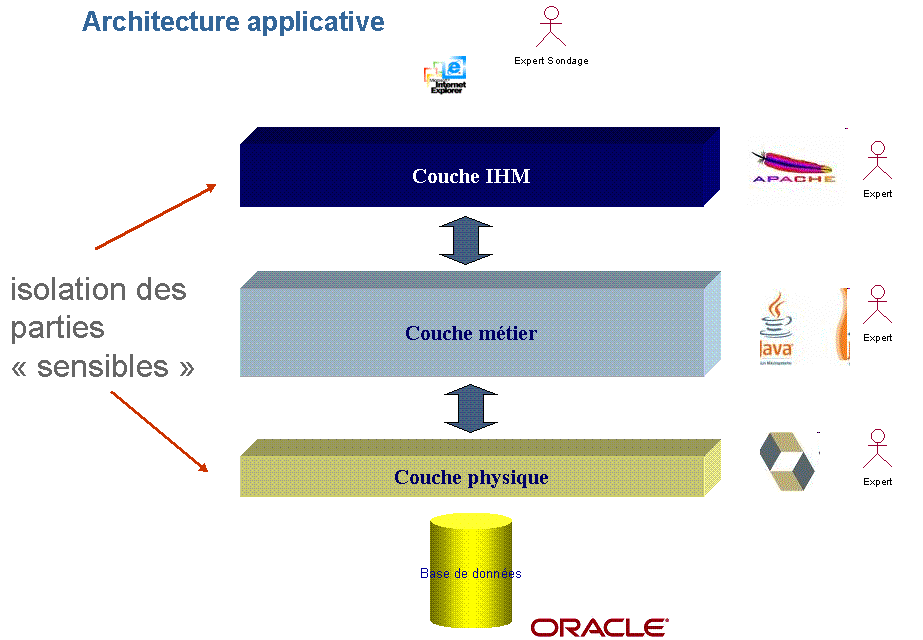 Architecture applicative
Expert Sondage
Microsoft
Internet
Explorer
Couche IHM
APACHE
Expert
isolation des
parties
« sensibles »
Couche métier
Java
Expert
Couche physique
Expert
Base de données
ORACLE